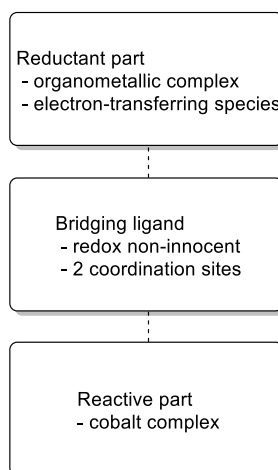 Reductant part
- organometallic complex
- electron-transferring species
Bridging ligand
- redox non-innocent
- 2 coordination sites
Reactive part
- cobalt complex